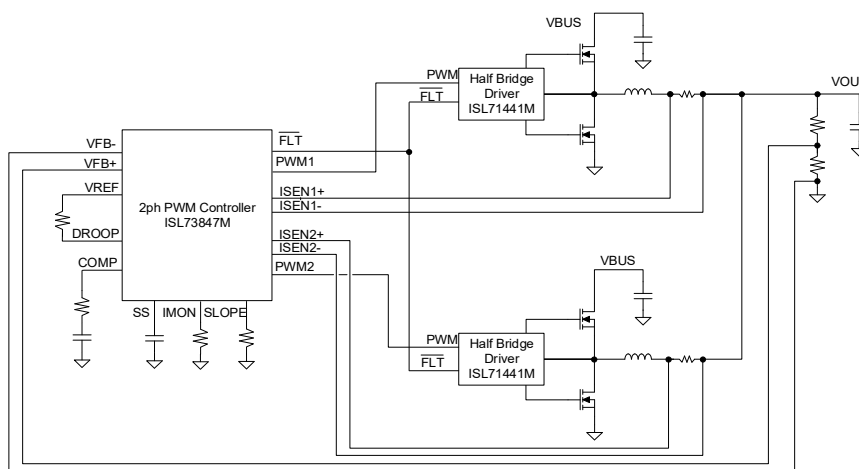 VBUS
VOU
PWM
FLT
Half Bridge
Driver
ISL71441M
VFB-
VFB+
VREF
DROOP
COMP
2ph PWM Controller
ISL73847M
FLT
PWM1
ISEN1+
ISEN1-
ISEN2+
ISEN2-
PWM2
SS
IMON
SLOPE
VBUS
PWM
FLT
Half Bridge
Driver
ISL71441M